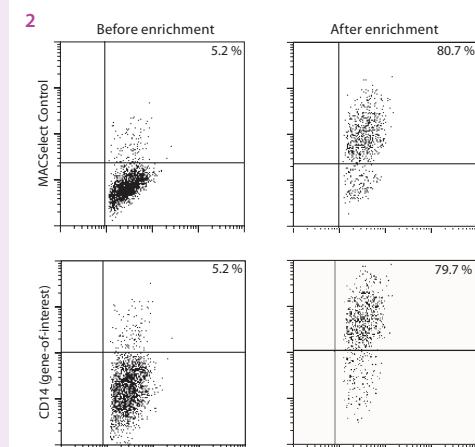 2
Before enrichment
After enrichment
5.2 %
80.7 %
MACSelect Control
5.2 %
79.7 %
CD14 (gene-of-interest)